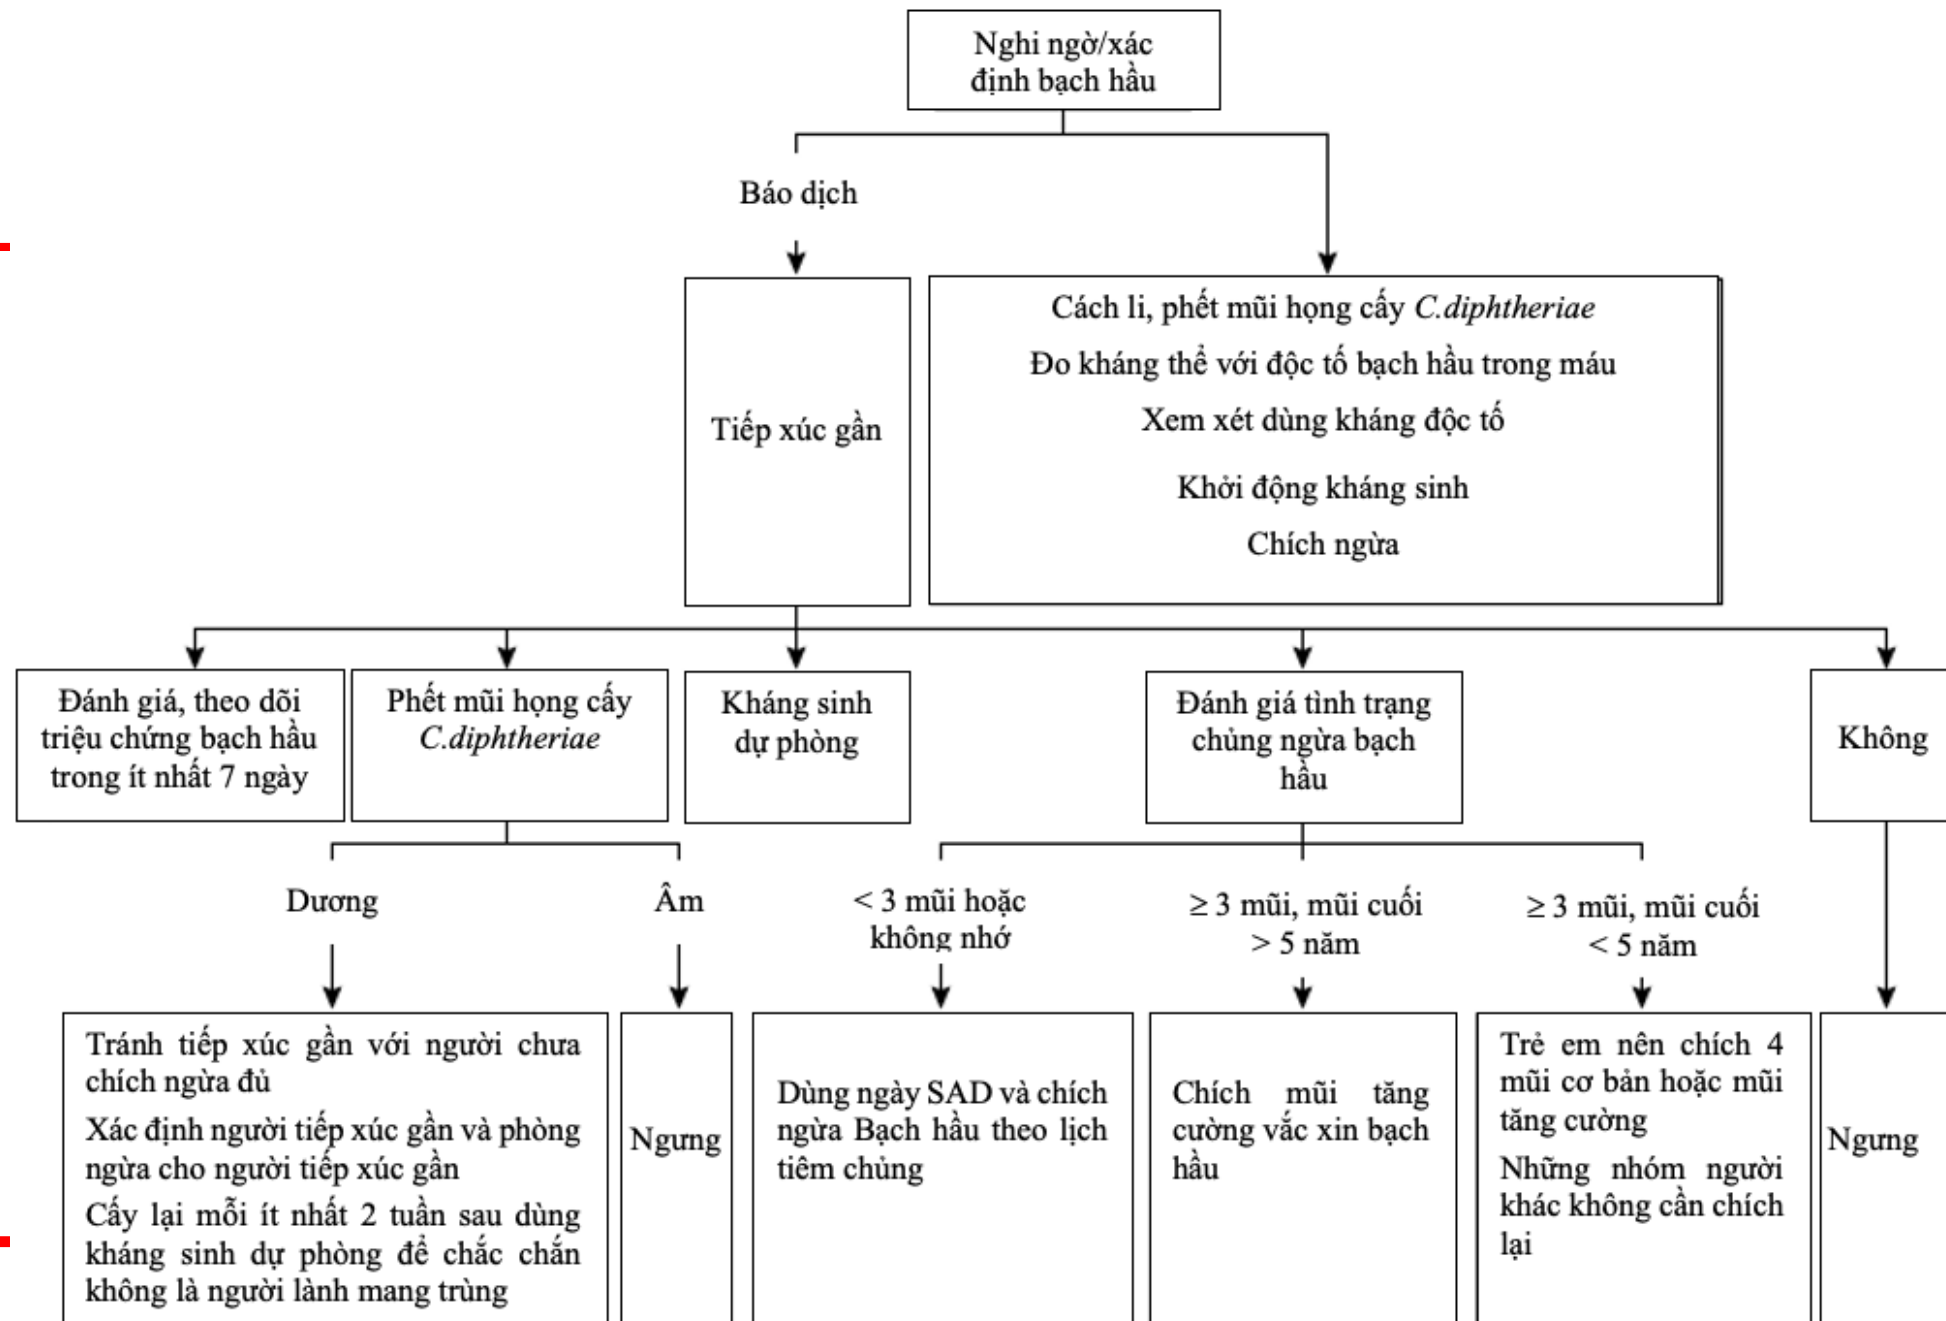 Nghi ngờ/xác
định bạch hầu
Báo dịch
Tiếp xúc gần
Cách li, phết mũi họng cấy C.diphtheriae
Đo kháng thể với độc tố bạch hầu trong máu
Xem xét dùng kháng độc tố
Khởi động kháng sinh
Chích ngừa
Đánh giá, theo dõi
triệu chứng bạch hầu
trong ít nhất 7 ngày
Phết mũi họng cấy
C.diphtheriae
Kháng sinh
dự phòng
Đánh giá tình trạng
chủng ngừa bạch
hầu
Không
Dương
Âm
< 3 mũi hoặc
không nhớ
≥ 3 mũi, mũi cuối
> 5 năm
≥ 3 mũi, mũi cuối
< 5 năm
Tránh tiếp xúc gần với người chưa
chích ngừa đủ
Xác định người tiếp xúc gần và phòng
ngừa cho người tiếp xúc gần
Cấy lại mỗi ít nhất 2 tuần sau dùng
kháng sinh dự phòng để chắc chắn
không là người lành mang trùng
Ngưng
Dùng ngày SAD và chích
ngừa Bạch hầu theo lịch
tiêm chủng
Chích mũi tăng
cường vắc xin bạch
hầu
Trẻ em nên chích 4
mũi cơ bản hoặc mũi
tăng cường
Những nhóm người
khác không cần chích
lại
Ngưng